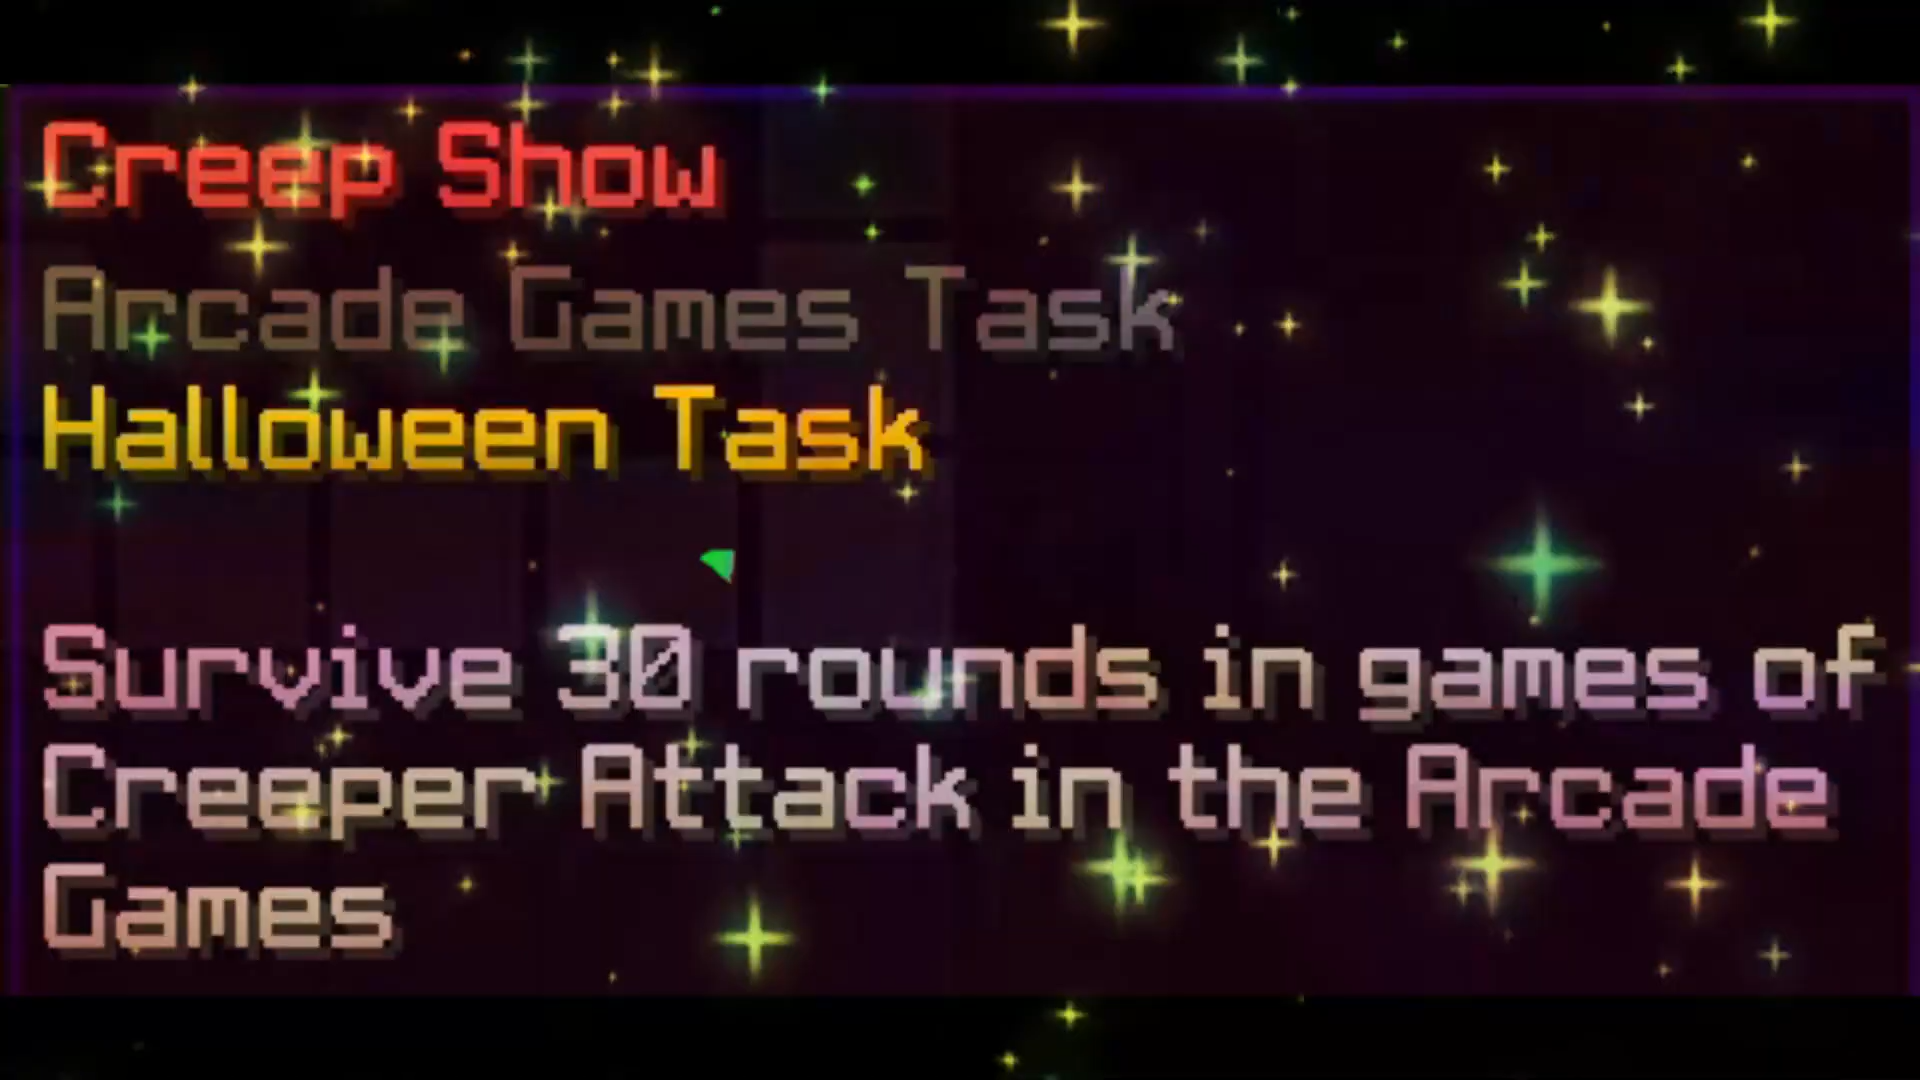 Creep Show
Arcade Games Task
Halloween Task
Survive 30 rounds in games of
Creeper Attack in the Arcade
Games